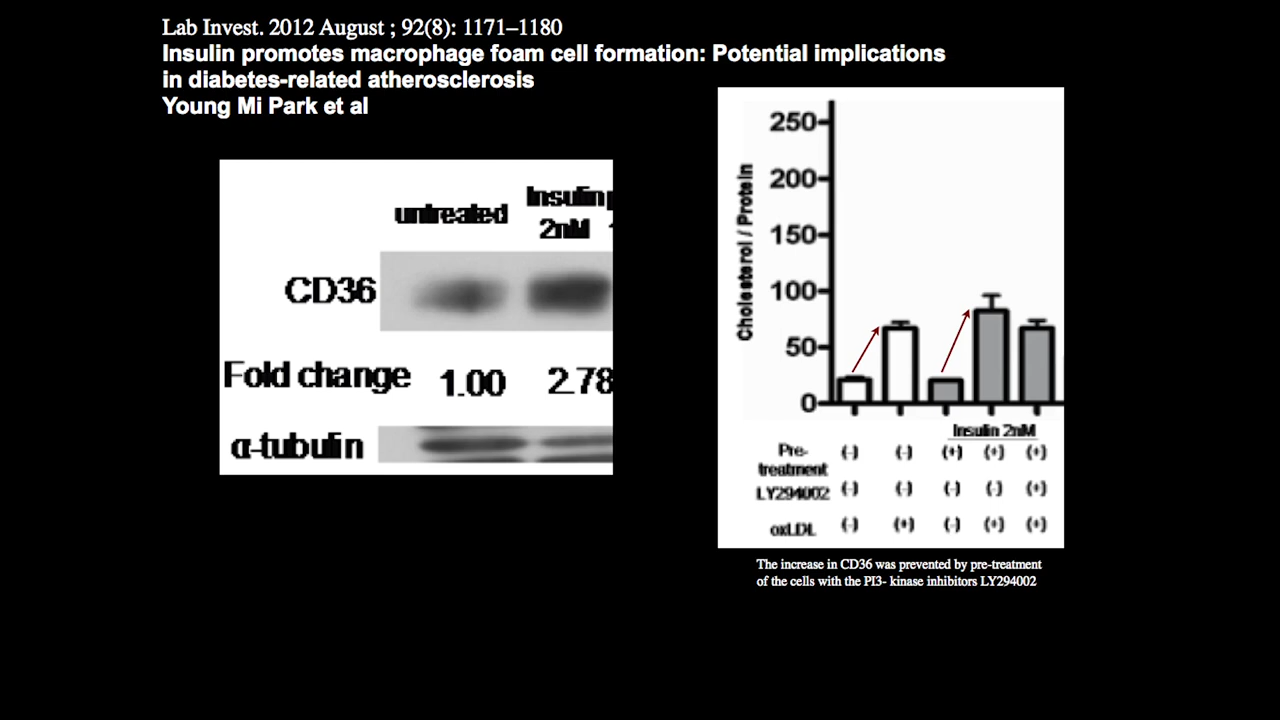 Lab Invest. 2012 August ; 92(8): 1171–1180
Insulin promotes macrophage foam cell formation: Potential implications
in diabetes-related atherosclerosis
Young Mi Park et al
untreated
Insulin
2nM
CD36
Fold change 1.00 2.78
α-tubulin
Cholesterol / Protein
250
200
150
100
50
0
Insulin 2nM
Pre-
treatment (-) (-) (+) (+) (+)
LY294002 (-) (-) (-) (-) (+)
oxLDL (-) (+) (-) (+) (+)
The increase in CD36 was prevented by pre-treatment
of the cells with the PI3- kinase inhibitors LY294002